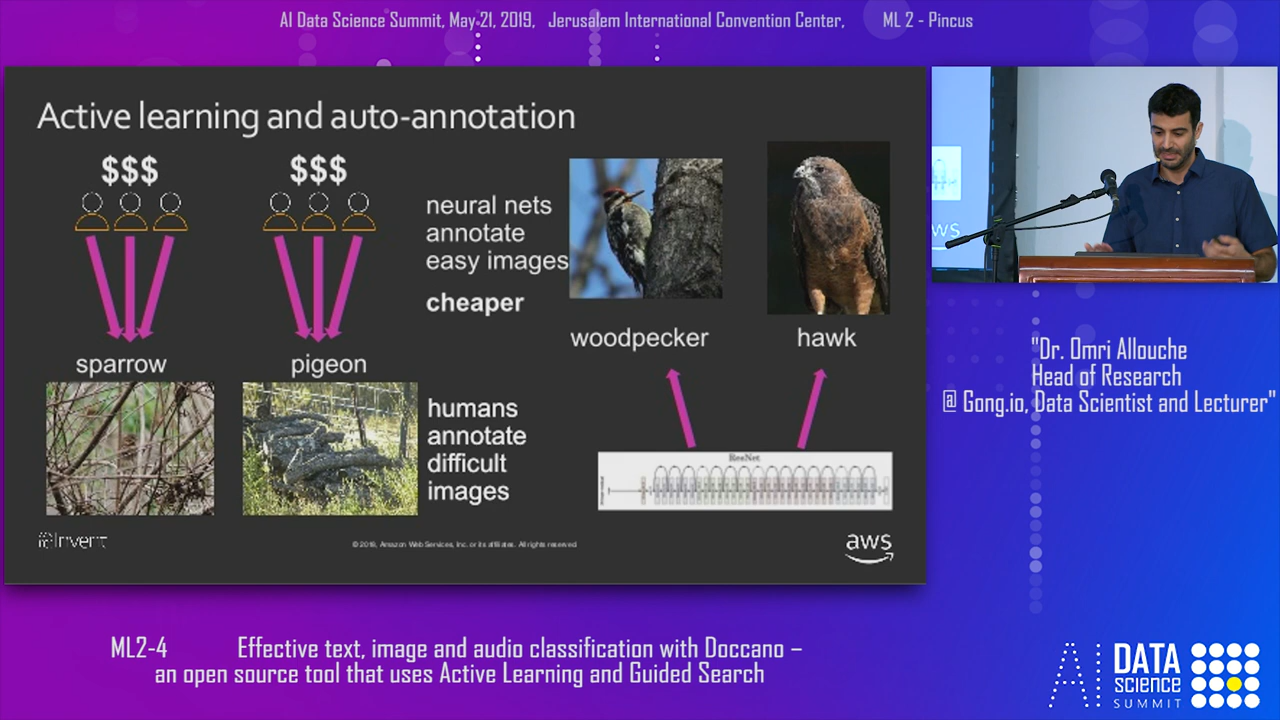 AI Data Science Summit, May 21, 2019, Jerusalem International Convention Center, ML 2 - Pincus
Active learning and auto-annotation
$$$ $$$
neural nets
annotate
easy images
cheaper
woodpecker hawk
sparrow pigeon
humans
annotate
difficult
images
ResNet
re:Invent
© 2018, Amazon Web Services, Inc. or its affiliates. All rights reserved
aws
"Dr. Omri Allouche
Head of Research
@ Gong.io, Data Scientist and Lecturer"
ML2-4 Effective text, image and audio classification with Doccano –
an open source tool that uses Active Learning and Guided Search
AI DATA
SCIENCE
SUMMIT